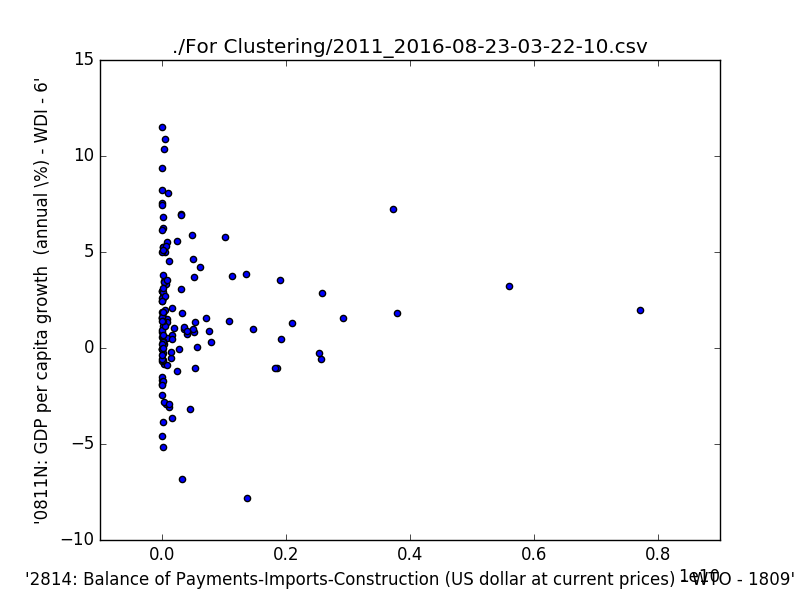 ./For Clustering/2011_2016-08-23-03-22-10.csv
'0811N: GDP per capita growth  (annual \%) - WDI - 6'
15
10
5
0
−5
−10
0.0 0.2 0.4 0.6 0.8
1e10
'2814: Balance of Payments-Imports-Construction (US dollar at current prices) - WTO - 1809'